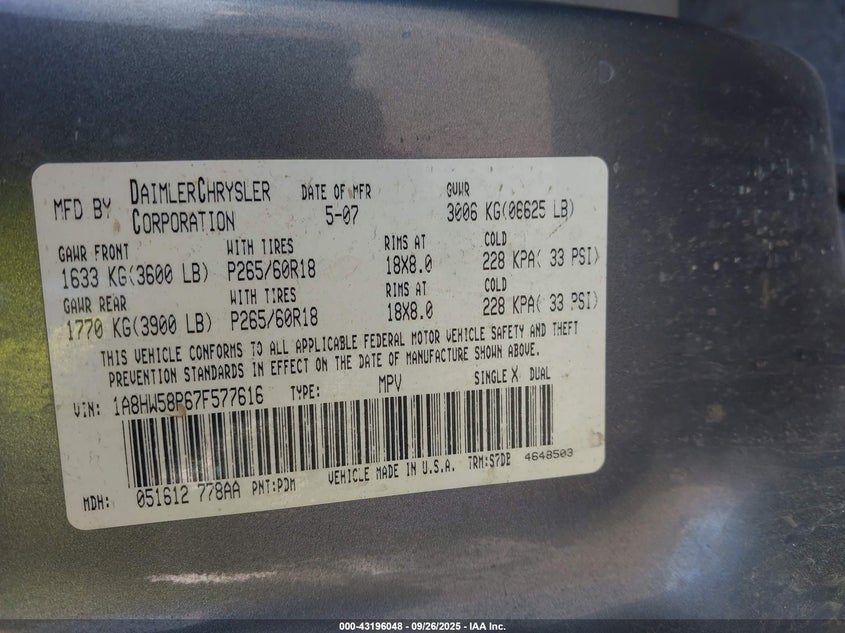 MFD BY DAIMLERCHRYSLER CORPORATION DATE OF MFR 5-07 GVWR 3006 KG(06625 LB)
GAWR FRONT WITH TIRES RIMS AT COLD
1633 KG(3600 LB) P265/60R18 18X8.0 228 KPA( 33 PSI)
GAWR REAR WITH TIRES RIMS AT COLD
1770 KG(3900 LB) P265/60R18 18X8.0 228 KPA( 33 PSI)
THIS VEHICLE CONFORMS TO ALL APPLICABLE FEDERAL MOTOR VEHICLE SAFETY AND THEFT
PREVENTION STANDARDS IN EFFECT ON THE DATE OF MANUFACTURE SHOWN ABOVE.
VIN: 1A8HW58P67F577616 TYPE: MPV SINGLE X DUAL
MDH: 051612 778AA PNT:PDM VEHICLE MADE IN U.S.A. TRM:S7DB 4648503
000-43196048 - 09/26/2025 - IAA Inc.